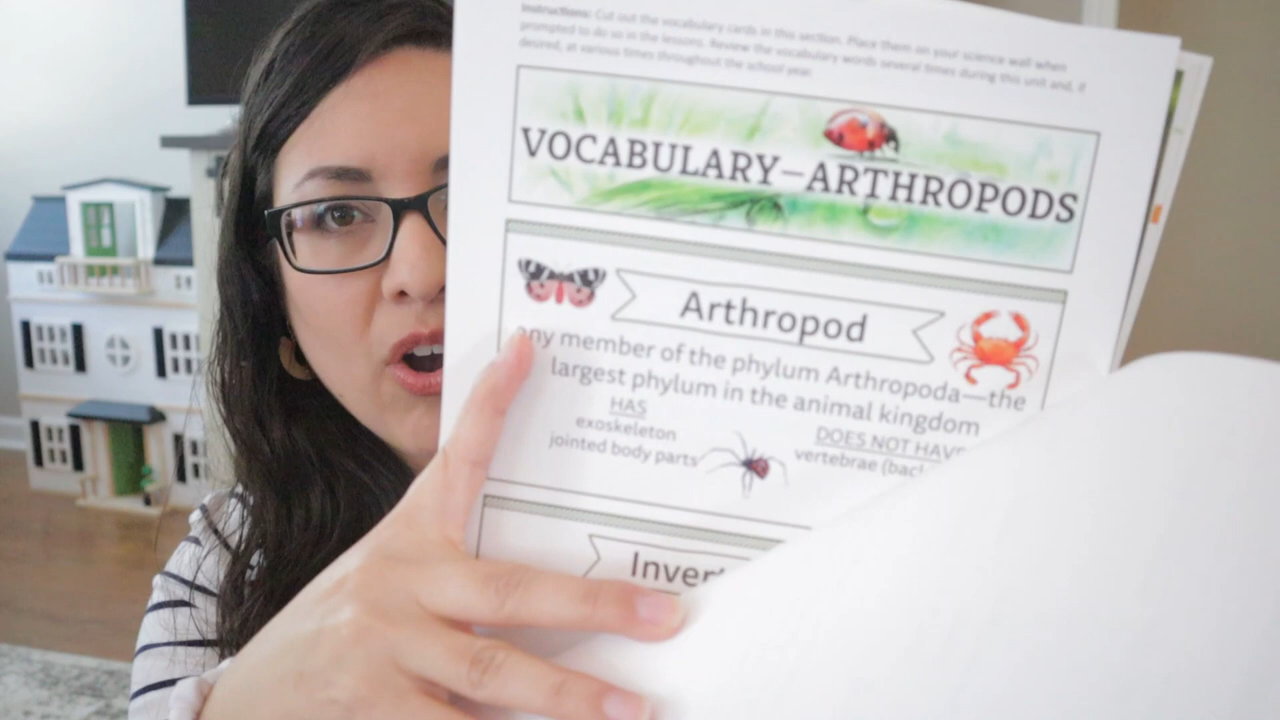 Instructions: Cut out the vocabulary cards in this section. Place them on your science wall when
prompted to do so in the lessons. Review the vocabulary words several times during this unit and, if
desired, at various times throughout the school year.
VOCABULARY—ARTHROPODS
Arthropod
any member of the phylum Arthropoda—the
largest phylum in the animal kingdom
HAS
exoskeleton
jointed body parts
DOES NOT HAVE
vertebrae